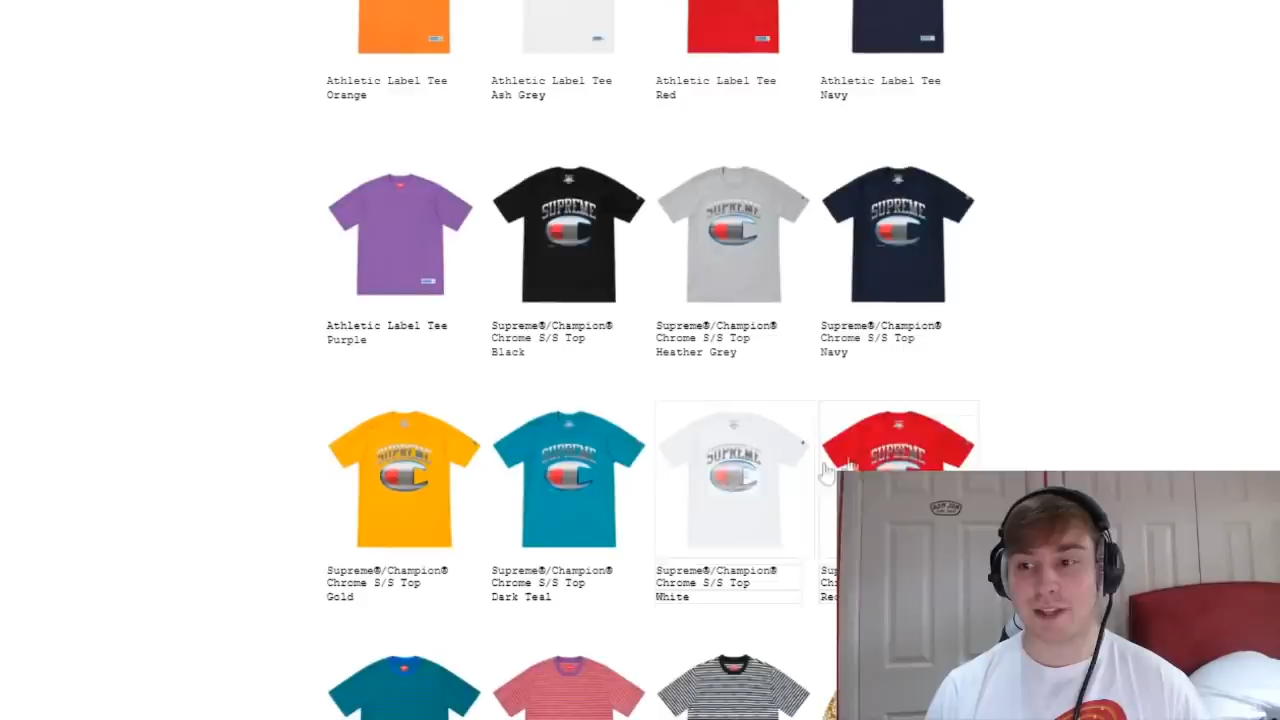 Athletic Label Tee
Orange
Athletic Label Tee
Ash Grey
Athletic Label Tee
Red
Athletic Label Tee
Navy
SUPREME
SUPREME
SUPREME
Athletic Label Tee
Purple
Supreme®/Champion®
Chrome S/S Top
Black
Supreme®/Champion®
Chrome S/S Top
Heather Grey
Supreme®/Champion®
Chrome S/S Top
Navy
SUPREME
SUPREME
SUPREME
SUPREME
Supreme®/Champion®
Chrome S/S Top
Gold
Supreme®/Champion®
Chrome S/S Top
Dark Teal
Supreme®/Champion®
Chrome S/S Top
White
RON JON